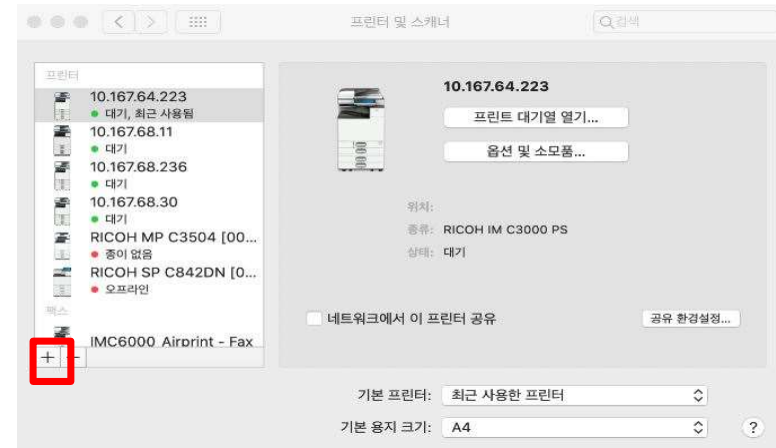 프린터 및 스캐너
검색
프린터
10.167.64.223
대기, 최근 사용됨
10.167.68.11
대기
10.167.68.236
대기
10.167.68.30
대기
RICOH MP C3504 [00...
종이 없음
RICOH SP C842DN [0...
오프라인
팩스
IMC6000 Airprint - Fax
+ −
10.167.64.223
프린트 대기열 열기...
옵션 및 소모품...
위치:
종류: RICOH IM C3000 PS
상태: 대기
네트워크에서 이 프린터 공유
공유 환경설정...
기본 프린터: 최근 사용한 프린터
기본 용지 크기: A4
?